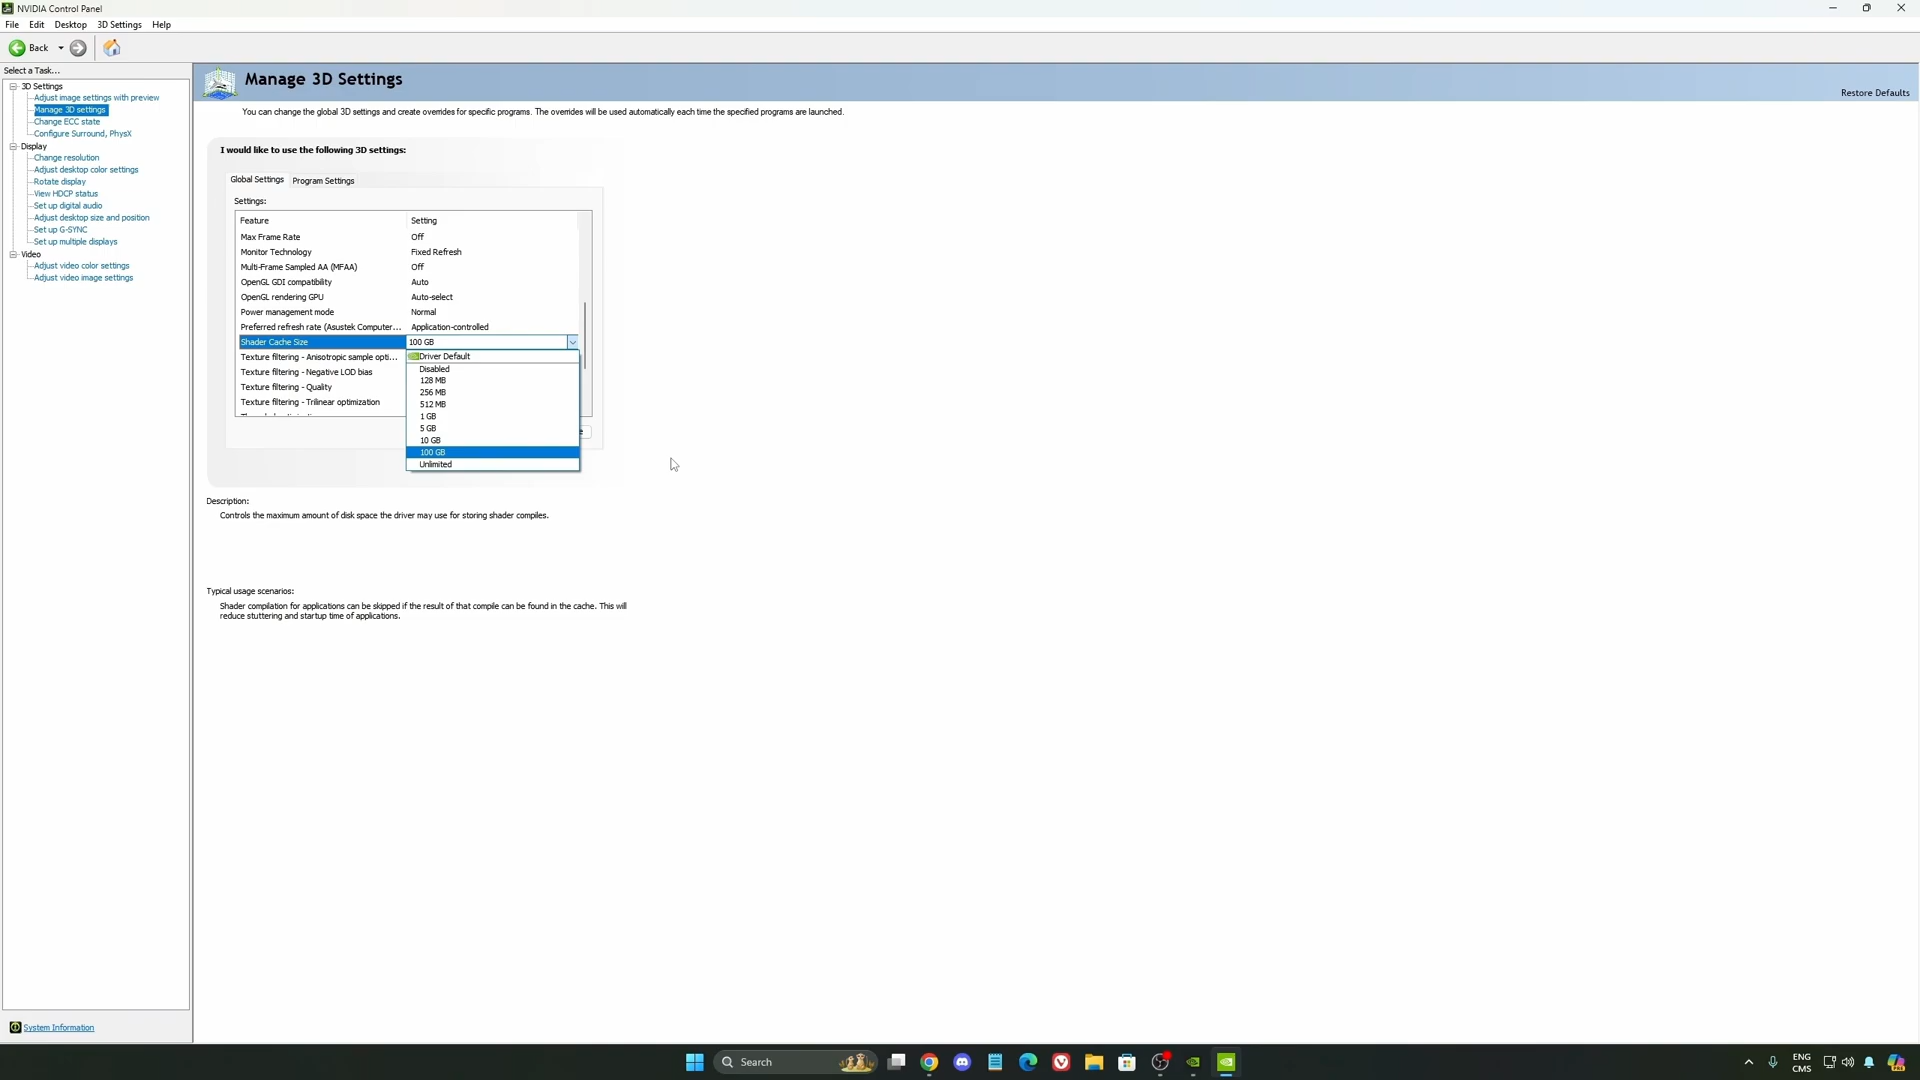 NVIDIA Control Panel
File Edit Desktop 3D Settings Help
Back
Select a Task...
3D Settings
Adjust image settings with preview
Manage 3D settings
Change ECC state
Configure Surround, PhysX
Display
Change resolution
Adjust desktop color settings
Rotate display
View HDCP status
Set up digital audio
Adjust desktop size and position
Set up G-SYNC
Set up multiple displays
Video
Adjust video color settings
Adjust video image settings
System Information
Manage 3D Settings
Restore Defaults
You can change the global 3D settings and create overrides for specific programs. The overrides will be used automatically each time the specified programs are launched.
I would like to use the following 3D settings:
Global Settings Program Settings
Settings:
Feature Setting
Max Frame Rate Off
Monitor Technology Fixed Refresh
Multi-Frame Sampled AA (MFAA) Off
OpenGL GDI compatibility Auto
OpenGL rendering GPU Auto-select
Power management mode Normal
Preferred refresh rate (Asustek Computer... Application-controlled
Shader Cache Size 100 GB
Texture filtering - Anisotropic sample opti...
Texture filtering - Negative LOD bias
Texture filtering - Quality
Texture filtering - Trilinear optimization
Driver Default
Disabled
128 MB
256 MB
512 MB
1 GB
5 GB
10 GB
100 GB
Unlimited
Description:
Controls the maximum amount of disk space the driver may use for storing shader compiles.
Typical usage scenarios:
Shader compilation for applications can be skipped if the result of that compile can be found in the cache. This will
reduce stuttering and startup time of applications.
Search
ENG
CMS